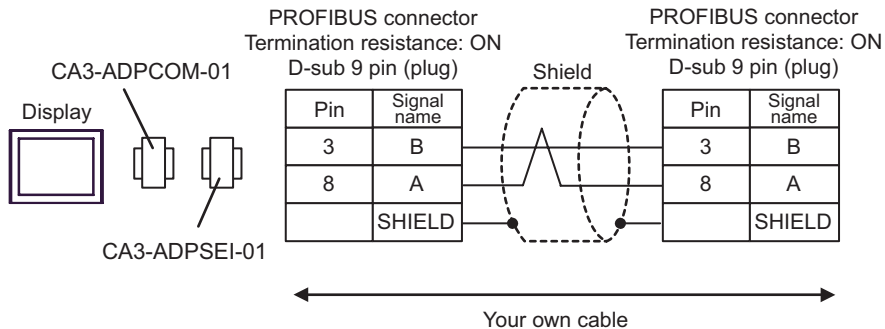 PROFIBUS connector
Termination resistance: ON
D-sub 9 pin (plug)
PROFIBUS connector
Termination resistance: ON
D-sub 9 pin (plug)
CA3-ADPCOM-01
Shield
Display
Pin
Signal
name
3
B
8
A
SHIELD
Pin
Signal
name
3
B
8
A
SHIELD
CA3-ADPSEI-01
Your own cable